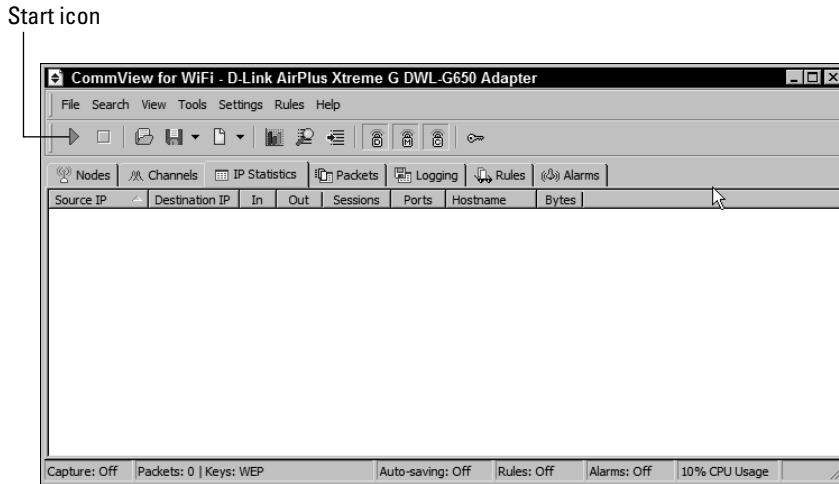 Start icon
CommView for WiFi - D-Link AirPlus Xtreme G DWL-G650 Adapter
File Search View Tools Settings Rules Help
D M C
Nodes Channels IP Statistics Packets Logging Rules Alarms
Source IP Destination IP In Out Sessions Ports Hostname Bytes
Capture: Off Packets: 0 | Keys: WEP Auto-saving: Off Rules: Off Alarms: Off 10% CPU Usage